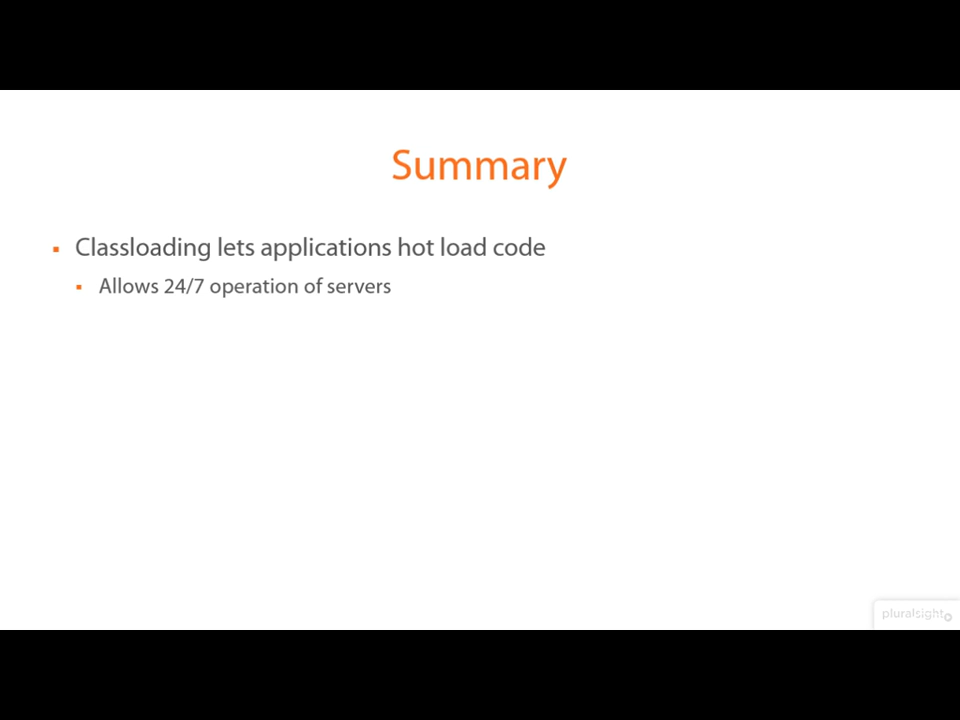 Summary
▪ Classloading lets applications hot load code
▪ Allows 24/7 operation of servers
pluralsight